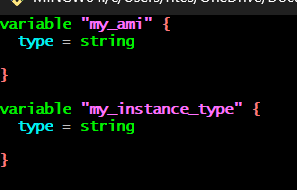 variable "my_ami" {
  type = string

}

variable "my_instance_type" {
  type = string

}